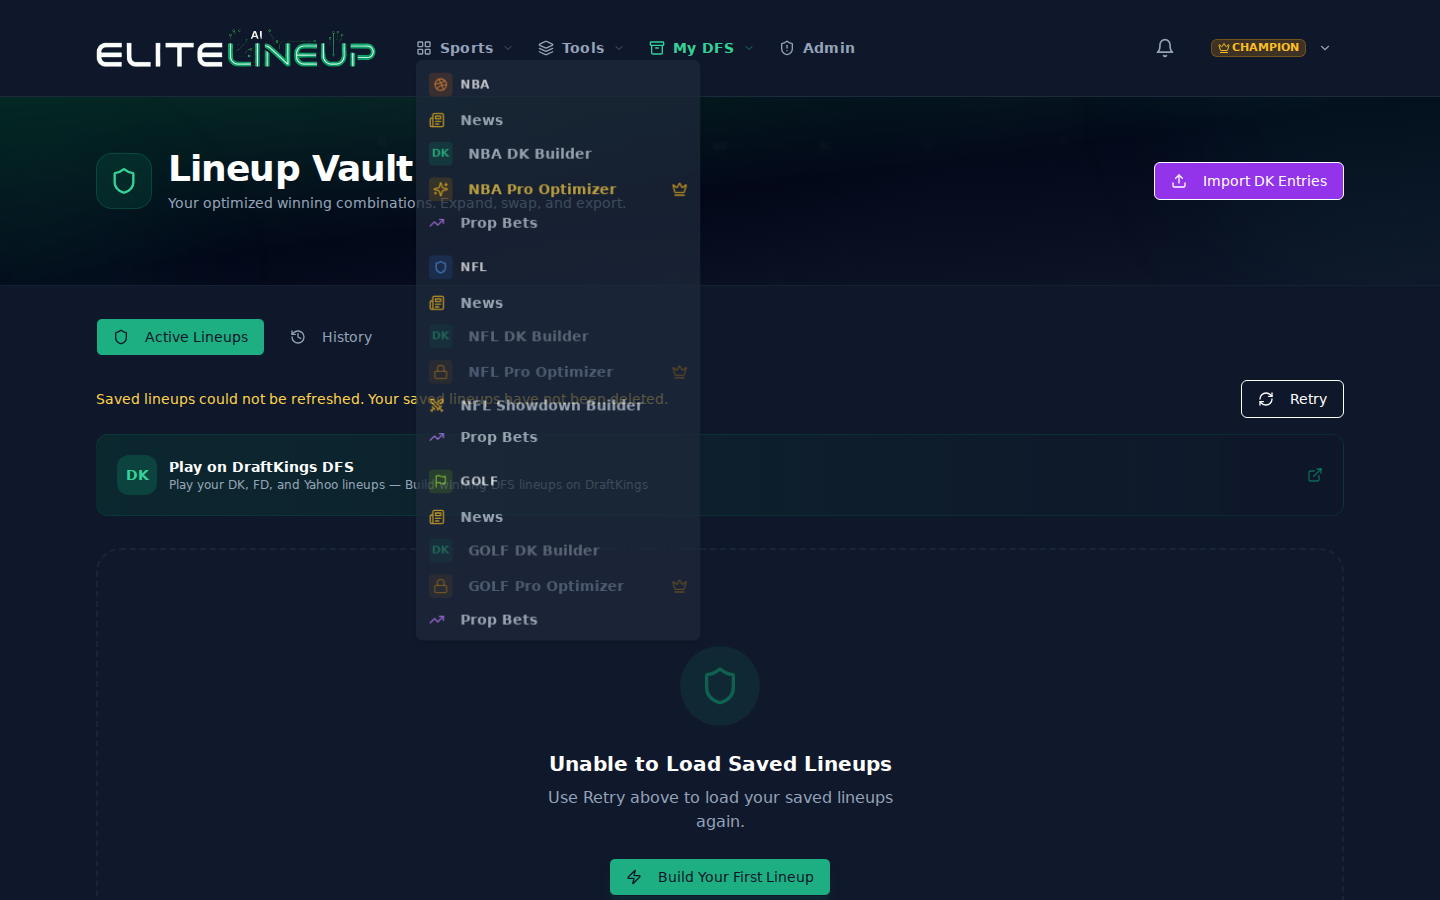 ELITELINEUP
AI
Sports
Tools
My DFS
Admin
CHAMPION
NBA
News
DK NBA DK Builder
NBA Pro Optimizer
Prop Bets
NFL
News
DK NFL DK Builder
NFL Pro Optimizer
NFL Showdown Builder
Prop Bets
GOLF
News
DK GOLF DK Builder
GOLF Pro Optimizer
Prop Bets
Lineup Vault
Your optimized winning combinations. Expand, swap, and export.
Import DK Entries
Active Lineups
History
Saved lineups could not be refreshed. Your saved lineups have not been deleted.
Retry
DK
Play on DraftKings DFS
Play your DK, FD, and Yahoo lineups — Build winning DFS lineups on DraftKings
Unable to Load Saved Lineups
Use Retry above to load your saved lineups
again.
Build Your First Lineup